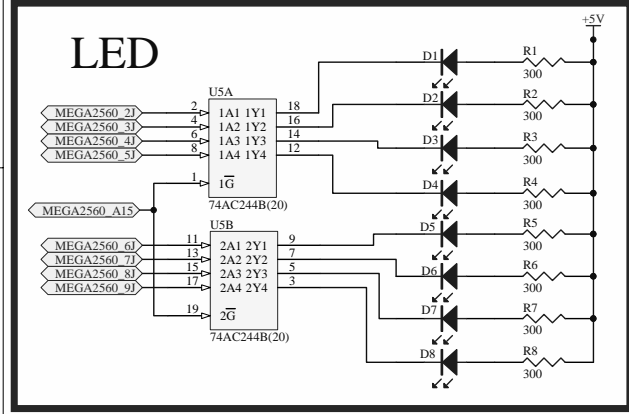 LED
+5V
U5A
MEGA2560_2J 2 1A1 1Y1 18
MEGA2560_3J 4 1A2 1Y2 16
MEGA2560_4J 6 1A3 1Y3 14
MEGA2560_5J 8 1A4 1Y4 12
1 1G
74AC244B(20)
MEGA2560_A15
U5B
MEGA2560_6J 11 2A1 2Y1 9
MEGA2560_7J 13 2A2 2Y2 7
MEGA2560_8J 15 2A3 2Y3 5
MEGA2560_9J 17 2A4 2Y4 3
19 2G
74AC244B(20)
D1 R1
300
D2 R2
300
D3 R3
300
D4 R4
300
D5 R5
300
D6 R6
300
D7 R7
300
D8 R8
300